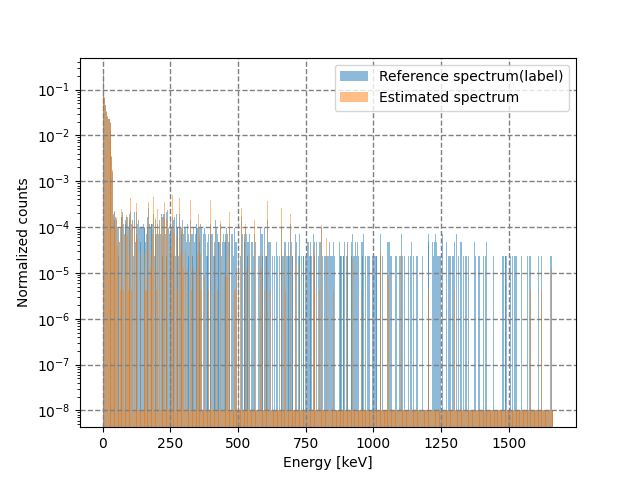 Reference spectrum(label)
Estimated spectrum
Normalized counts
10⁻¹
10⁻²
10⁻³
10⁻⁴
10⁻⁵
10⁻⁶
10⁻⁷
10⁻⁸
0 250 500 750 1000 1250 1500
Energy [keV]